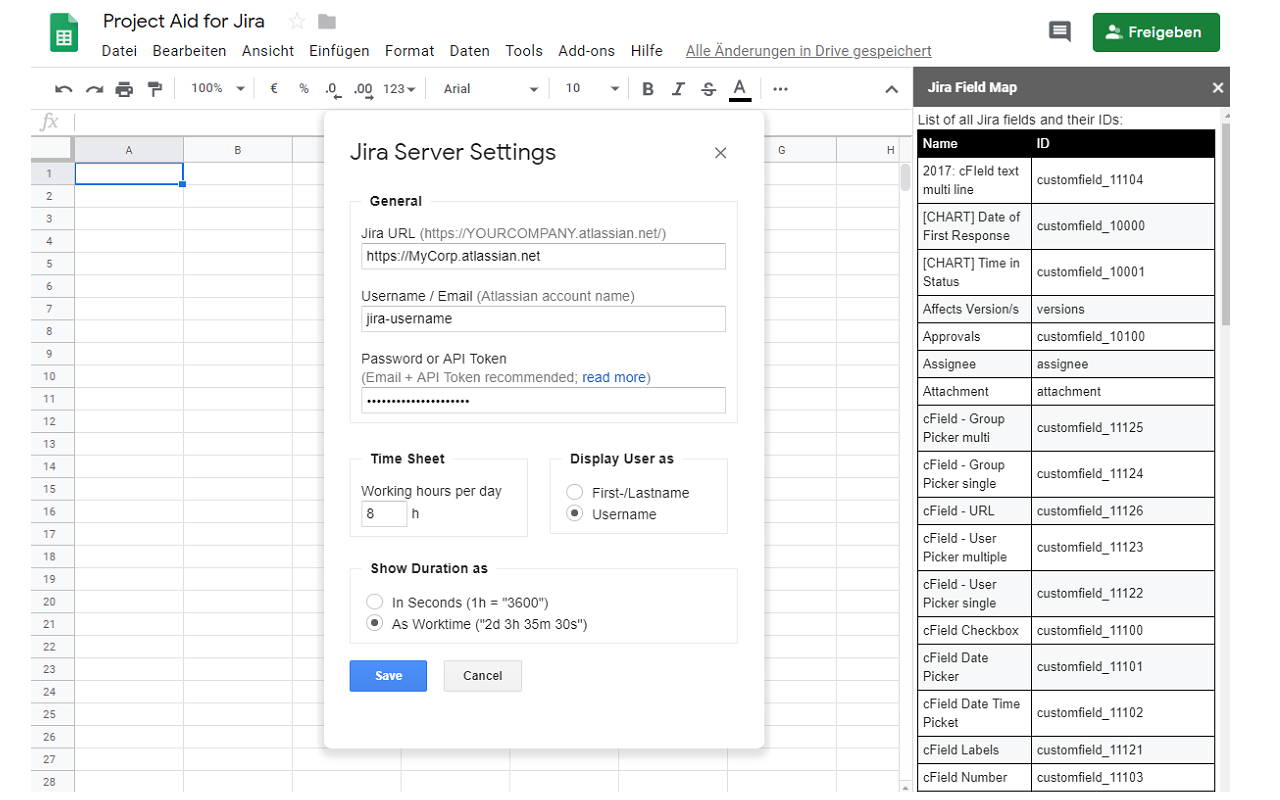 Project Aid for Jira
Datei Bearbeiten Ansicht Einfügen Format Daten Tools Add-ons Hilfe Alle Änderungen in Drive gespeichert
Freigeben
100% € % .0 .00 123 Arial 10 B I S A ...
fx
A B G H
1
2
3
4
5
6
7
8
9
10
11
12
13
14
15
16
17
18
19
20
21
22
23
24
25
26
27
28
Jira Server Settings
General
Jira URL (https://YOURCOMPANY.atlassian.net/)
https://MyCorp.atlassian.net
Username / Email (Atlassian account name)
jira-username
Password or API Token
(Email + API Token recommended; read more)
•••••••••••••••••••••
Time Sheet
Working hours per day
8 h
Display User as
First-/Lastname
Username
Show Duration as
In Seconds (1h = "3600")
As Worktime ("2d 3h 35m 30s")
Save Cancel
Jira Field Map
List of all Jira fields and their IDs:
Name ID
2017: cFIeld text
multi line
customfield_11104
[CHART] Date of
First Response
customfield_10000
[CHART] Time in
Status
customfield_10001
Affects Version/s versions
Approvals customfield_10100
Assignee assignee
Attachment attachment
cField - Group
Picker multi
customfield_11125
cField - Group
Picker single
customfield_11124
cField - URL customfield_11126
cField - User
Picker multiple
customfield_11123
cField - User
Picker single
customfield_11122
cField Checkbox customfield_11100
cField Date
Picker
customfield_11101
cField Date Time
Picket
customfield_11102
cField Labels customfield_11121
cField Number customfield_11103